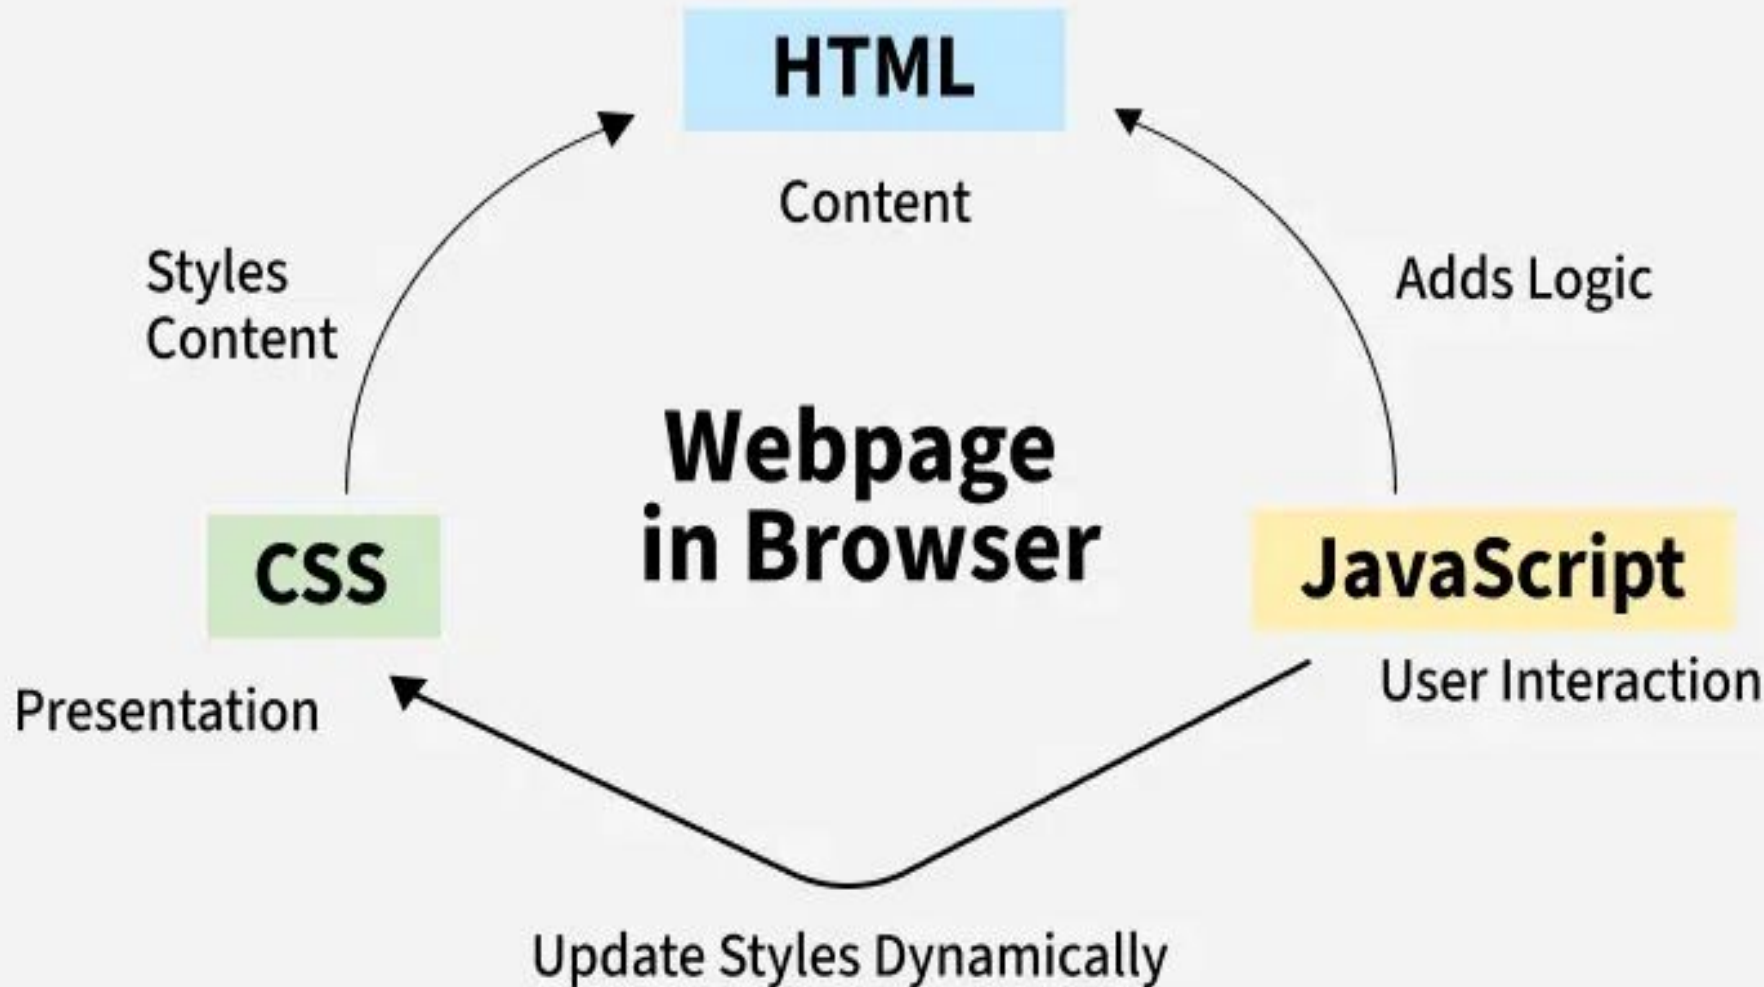 HTML
Content
Styles
Content
Adds Logic
Webpage
in Browser
CSS
JavaScript
Presentation
User Interaction
Update Styles Dynamically